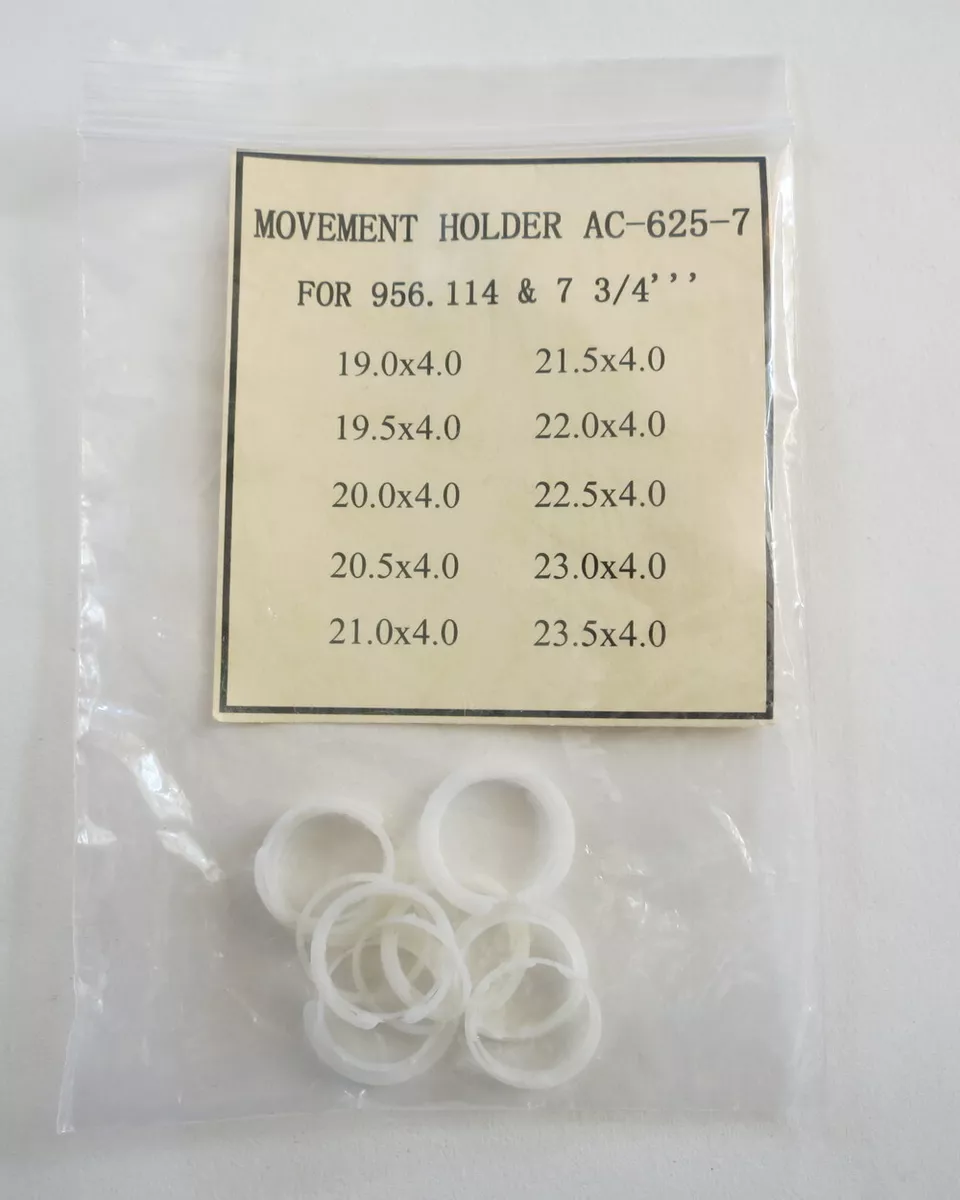 MOVEMENT HOLDER AC-625-7
FOR 956.114 & 7 3/4’’’
19.0x4.0 21.5x4.0
19.5x4.0 22.0x4.0
20.0x4.0 22.5x4.0
20.5x4.0 23.0x4.0
21.0x4.0 23.5x4.0